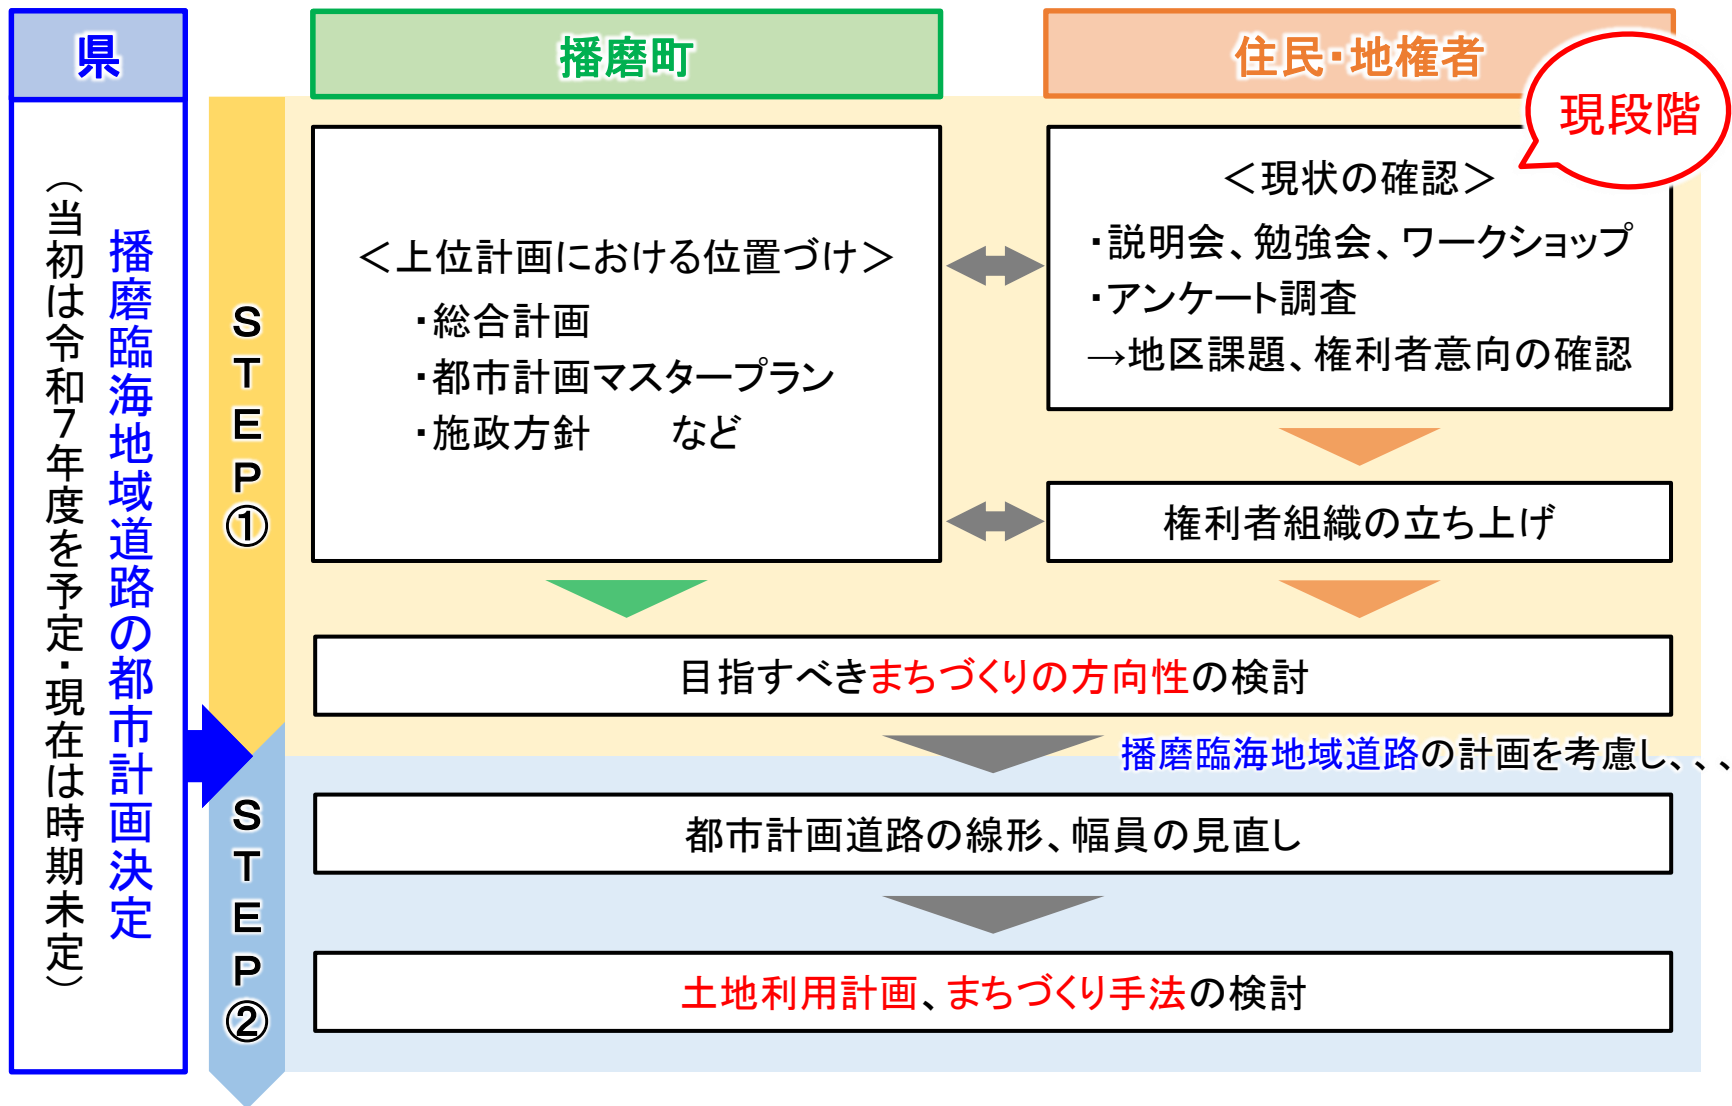 県
播磨臨海地域道路の都市計画決定
（当初は令和７年度を予定・現在は時期未定）
播磨町
住民・地権者
現段階
ＳＴＥＰ①
＜上位計画における位置づけ＞
・総合計画
・都市計画マスタープラン
・施政方針　　など
＜現状の確認＞
・説明会、勉強会、ワークショップ
・アンケート調査
→地区課題、権利者意向の確認
権利者組織の立ち上げ
目指すべきまちづくりの方向性の検討
播磨臨海地域道路の計画を考慮し、、、
ＳＴＥＰ②
都市計画道路の線形、幅員の見直し
土地利用計画、まちづくり手法の検討